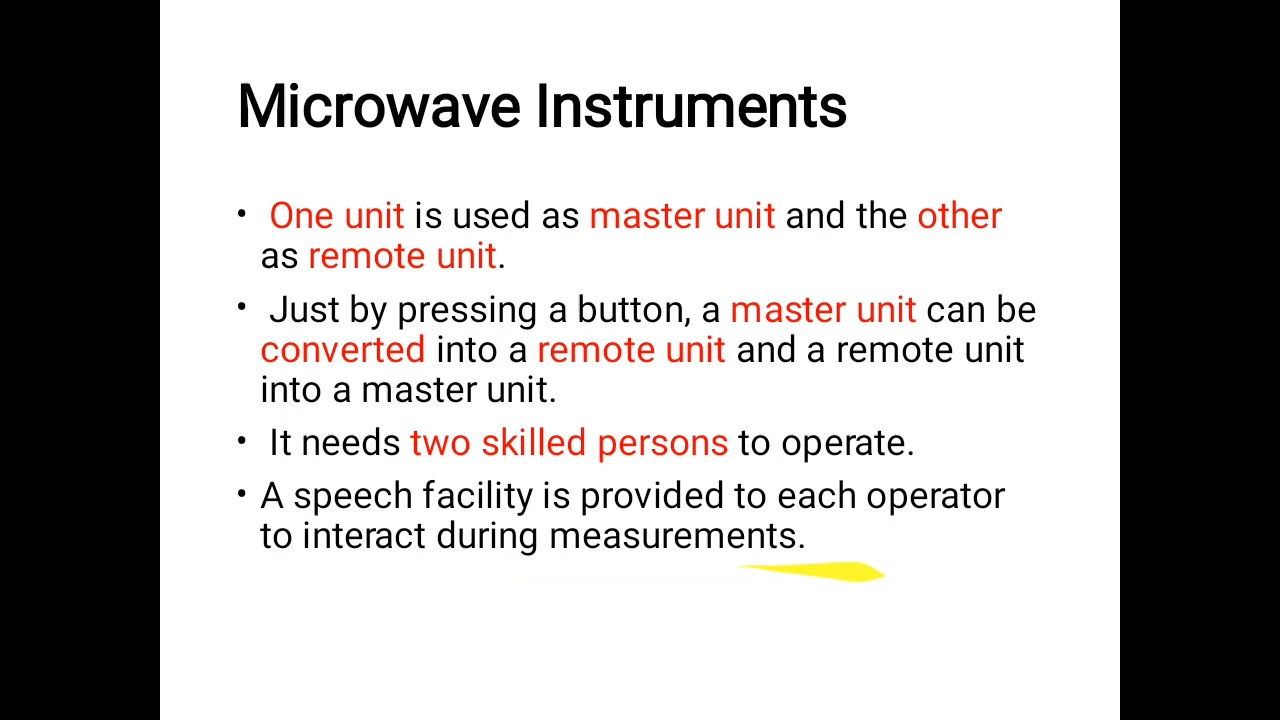 Microwave Instruments
• One unit is used as master unit and the other
as remote unit.
• Just by pressing a button, a master unit can be
converted into a remote unit and a remote unit
into a master unit.
• It needs two skilled persons to operate.
• A speech facility is provided to each operator
to interact during measurements.